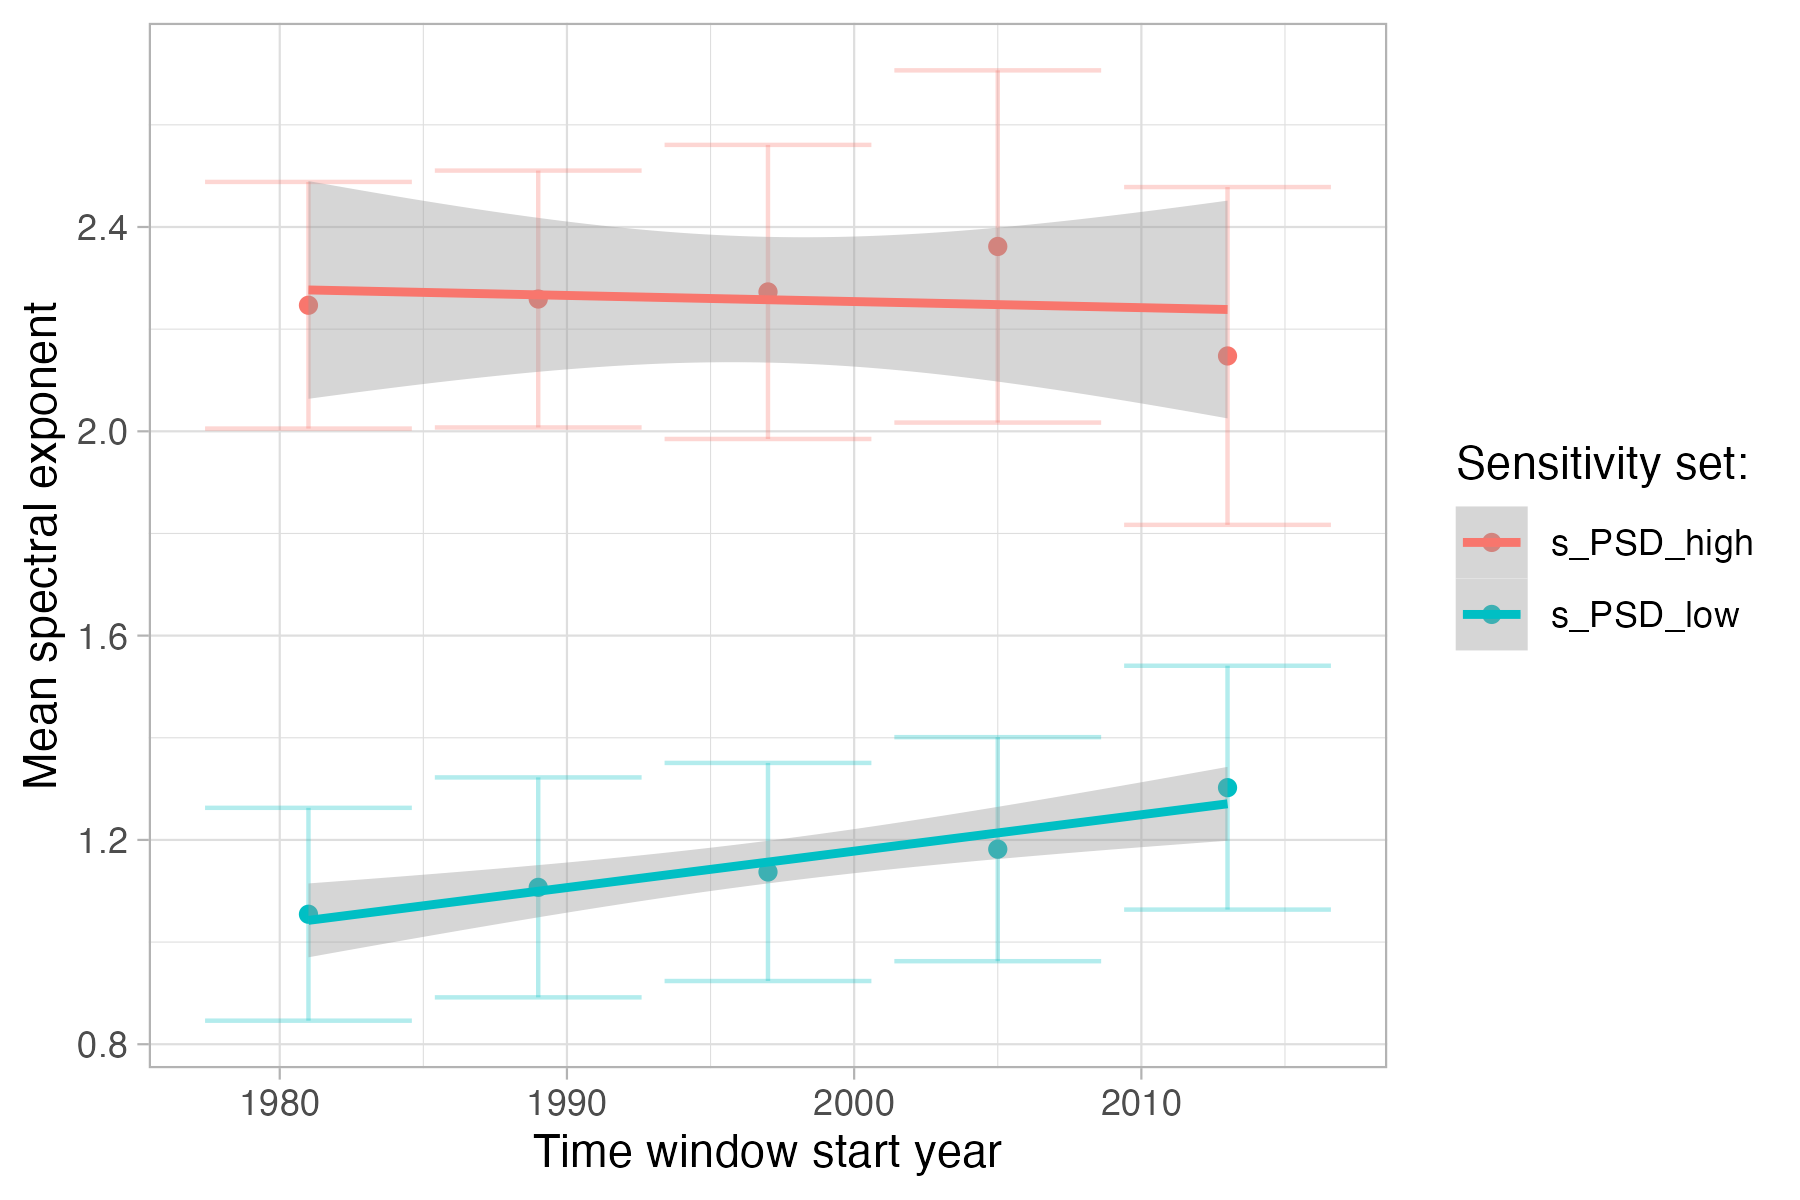 Mean spectral exponent
2.4
2.0
1.6
1.2
0.8
1980 1990 2000 2010
Time window start year
Sensitivity set:
s_PSD_high
s_PSD_low